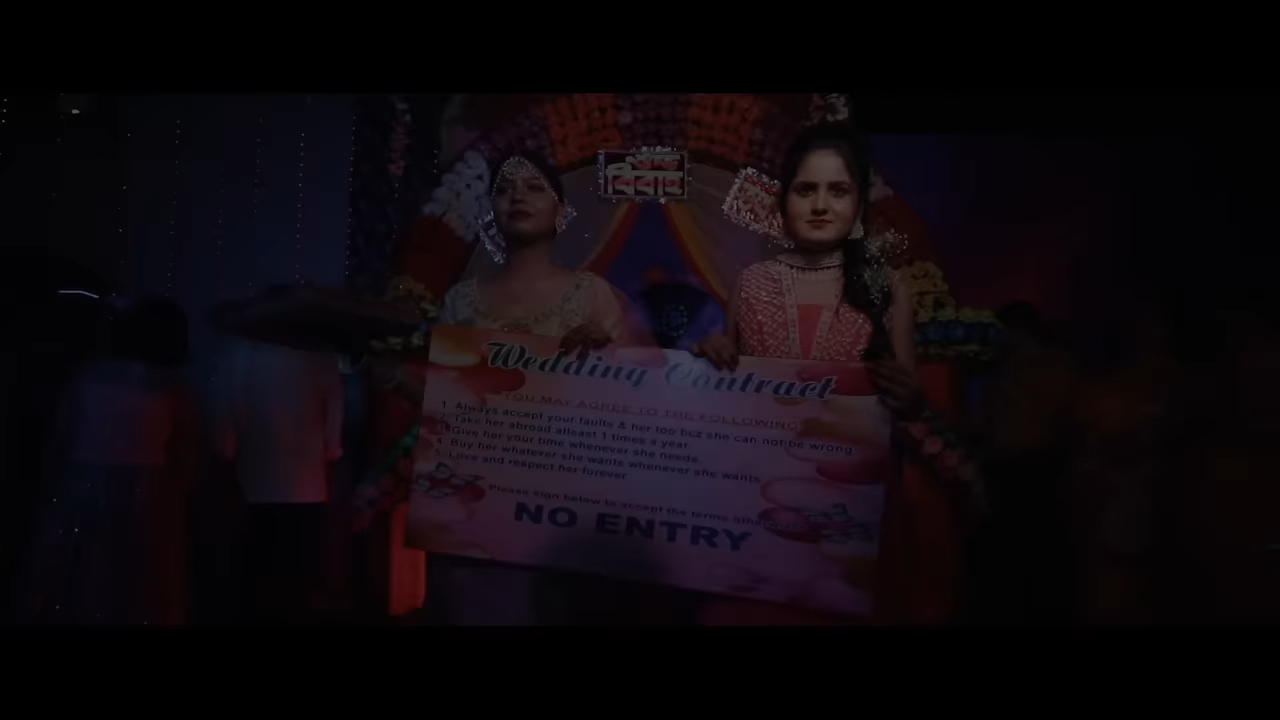 শুভ
বিবাহ
Wedding Contract
YOU MAY AGREE TO THE FOLLOWING
1. Always accept your faults & her too bcz she can not be wrong
2. Take her abroad atleast 1 times a year.
3. Give her your time whenever she needs.
4. Buy her whatever she wants whenever she wants
5. Love and respect her forever
Please sign below to accept the terms
NO ENTRY